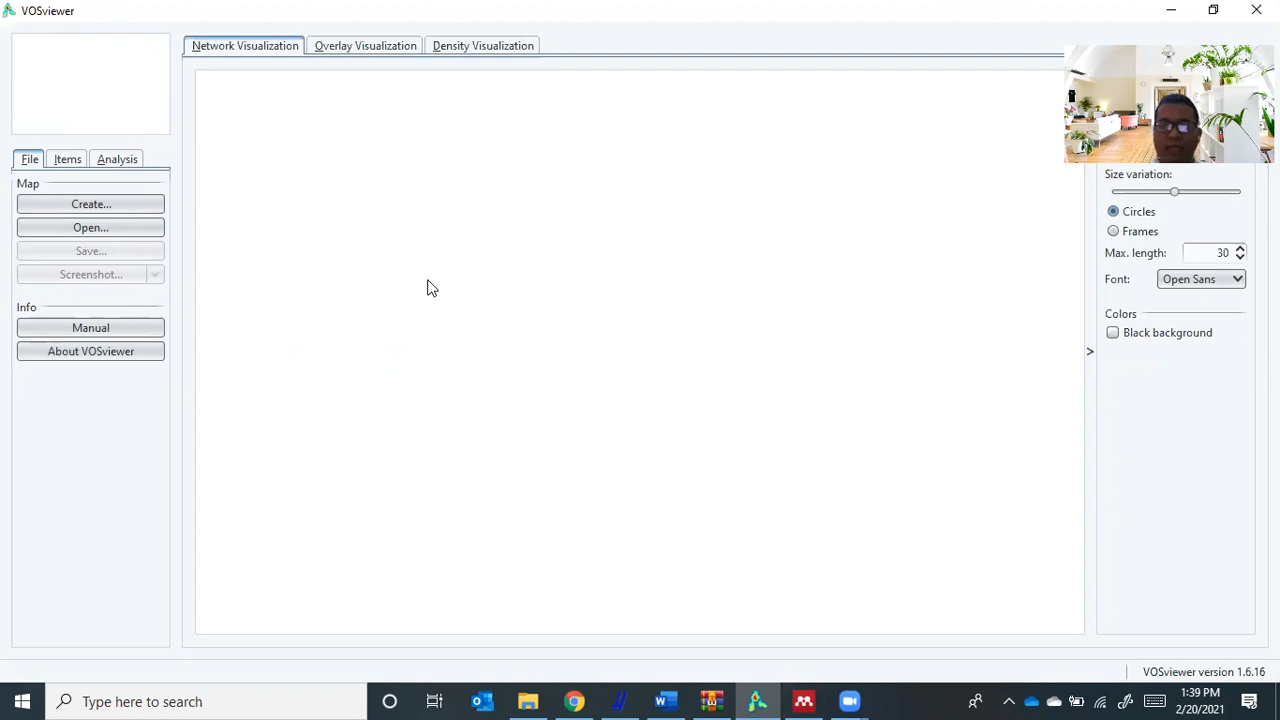 VOSviewer
Network Visualization
Overlay Visualization
Density Visualization
File
Items
Analysis
Map
Create...
Open...
Save...
Screenshot...
Info
Manual
About VOSviewer
Size variation:
Circles
Frames
Max. length:
30
Font:
Open Sans
Colors
Black background
>
VOSviewer version 1.6.16
Type here to search
1:39 PM
2/20/2021